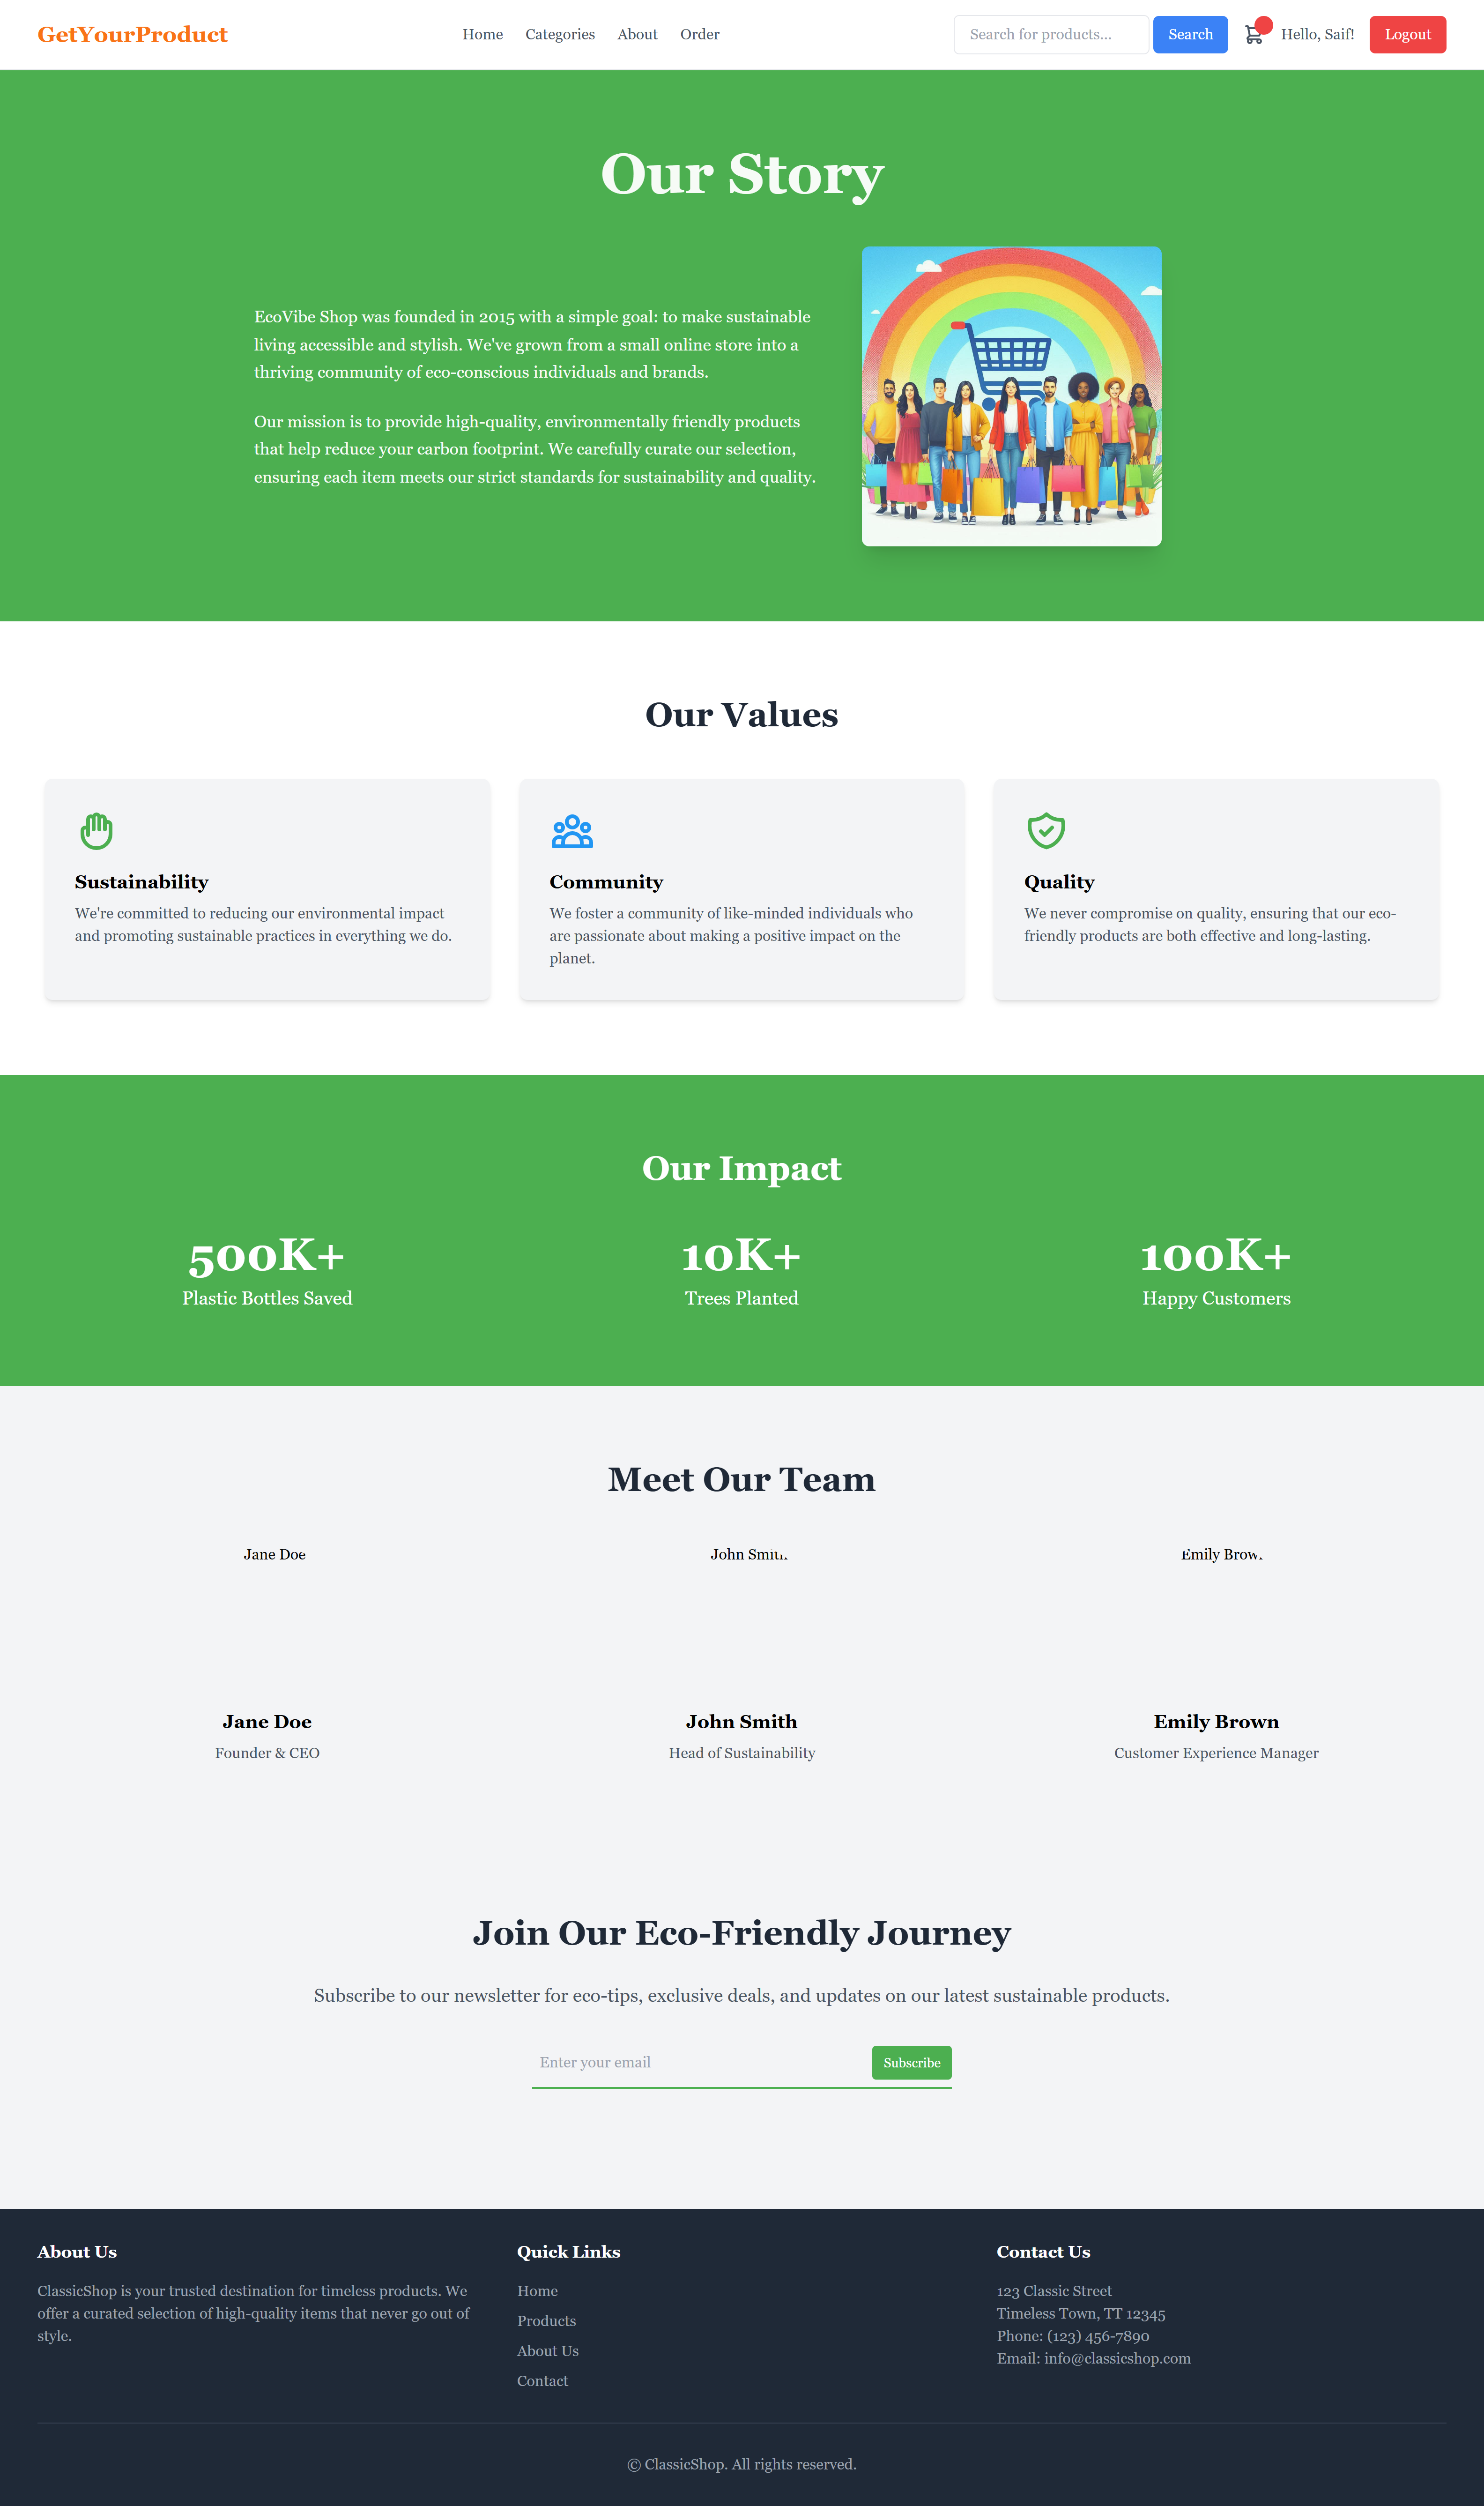 GetYourProduct
Home Categories About Order
Search for products... Search Hello, Saif! Logout
Our Story
EcoVibe Shop was founded in 2015 with a simple goal: to make sustainable
living accessible and stylish. We've grown from a small online store into a
thriving community of eco-conscious individuals and brands.
Our mission is to provide high-quality, environmentally friendly products
that help reduce your carbon footprint. We carefully curate our selection,
ensuring each item meets our strict standards for sustainability and quality.
Our Values
Sustainability
We're committed to reducing our environmental impact
and promoting sustainable practices in everything we do.
Community
We foster a community of like-minded individuals who
are passionate about making a positive impact on the
planet.
Quality
We never compromise on quality, ensuring that our eco-
friendly products are both effective and long-lasting.
Our Impact
500K+
Plastic Bottles Saved
10K+
Trees Planted
100K+
Happy Customers
Meet Our Team
Jane Doe
Jane Doe
Founder & CEO
John Smith
John Smith
Head of Sustainability
Emily Brown
Emily Brown
Customer Experience Manager
Join Our Eco-Friendly Journey
Subscribe to our newsletter for eco-tips, exclusive deals, and updates on our latest sustainable products.
Enter your email Subscribe
About Us
ClassicShop is your trusted destination for timeless products. We
offer a curated selection of high-quality items that never go out of
style.
Quick Links
Home
Products
About Us
Contact
Contact Us
123 Classic Street
Timeless Town, TT 12345
Phone: (123) 456-7890
Email: info@classicshop.com
© ClassicShop. All rights reserved.